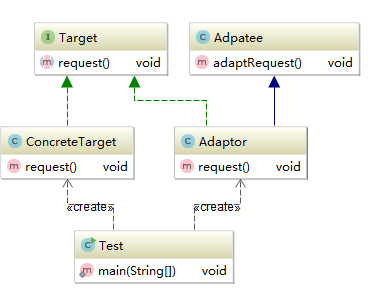 I Target
m request() void
C Adpatee
m adaptRequest() void
C ConcreteTarget
m request() void
C Adaptor
m request() void
«create»
«create»
C Test
m main(String[]) void